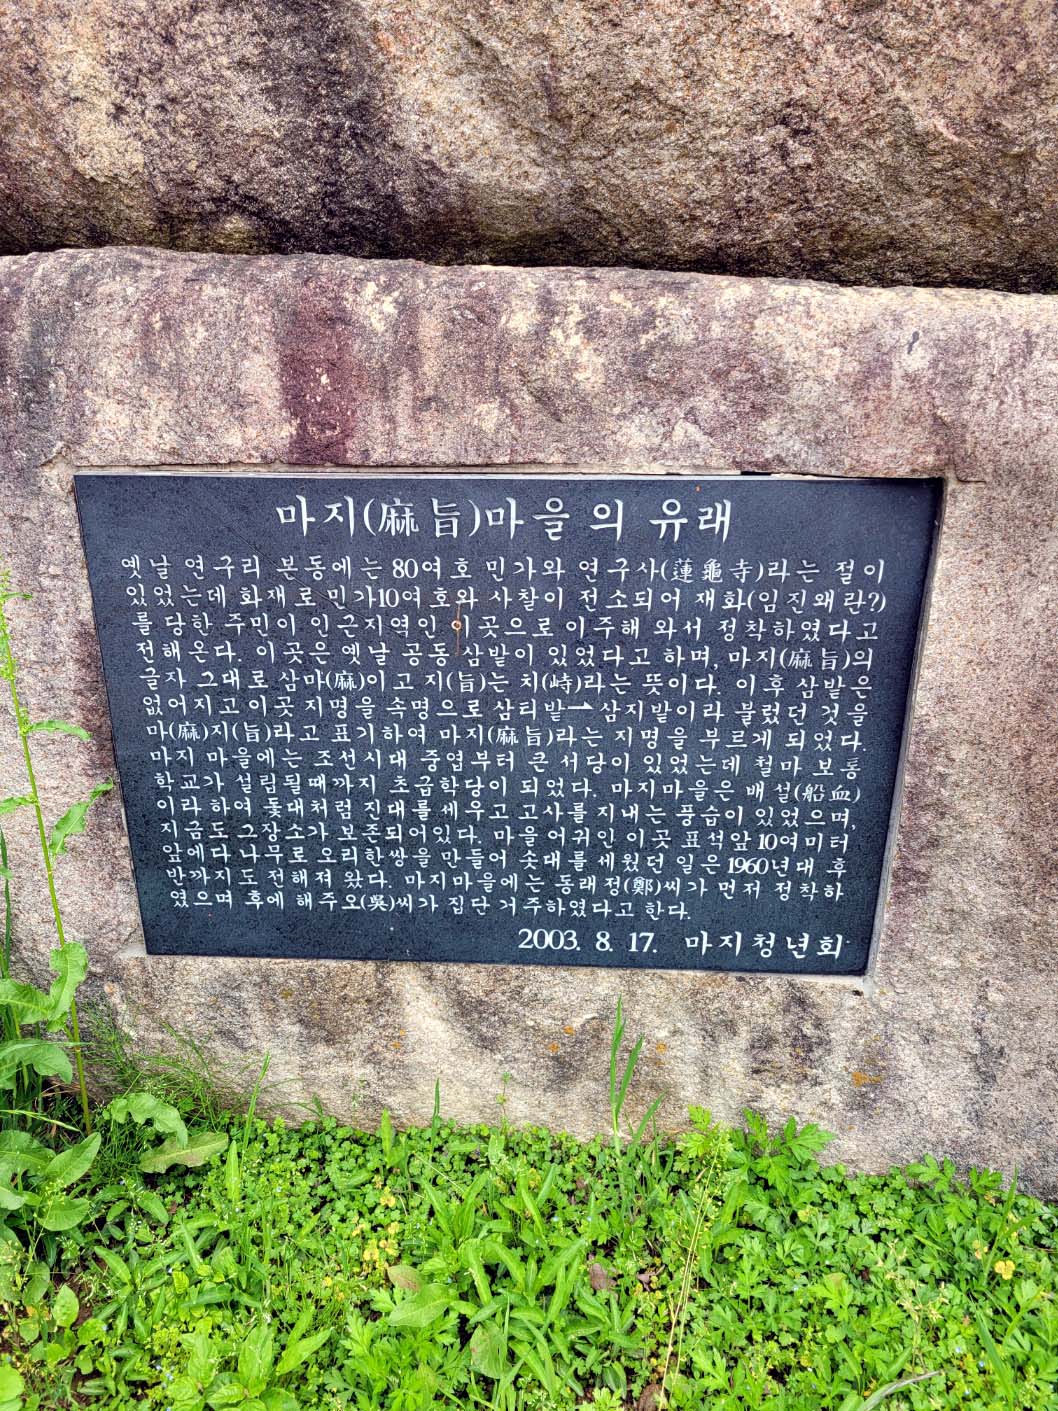 마지(麻旨)마을의 유래
옛날 연구리 본동에는 80여호 민가와 연구사(蓮龜寺)라는 절이
있었는데 화재로 민가10여호와 사찰이 전소되어 재화(임진왜란?)
를 당한 주민이 인근지역인 이곳으로 이주해 와서 정착하였다고
전해온다. 이곳은 옛날 공동 삼밭이 있었다고 하며, 마지(麻旨)의
글자 그대로 삼마(麻)이고 지(旨)는 치(峙)라는 뜻이다. 이후 삼밭은
없어지고 이곳 지명을 속명으로 삼티밭→삼지밭이라 불렀던 것을
마(麻)지(旨)라고 표기하여 마지(麻旨)라는 지명을 부르게 되었다.
마지 마을에는 조선시대 중엽부터 큰 서당이 있었는데 철마 보통
학교가 설립될때까지 초급학당이 되었다. 마지마을은 배설(船血)
이라 하여 돛대처럼 진대를 세우고 고사를 지내는 풍습이 있었으며,
지금도 그장소가 보존되어있다. 마을 어귀인 이곳 표석앞 10여미터
앞에다 나무로 오리한쌍을 만들어 솟대를 세웠던 일은 1960년대 후
반까지도 전해져 왔다. 마지마을에는 동래정(鄭)씨가 먼저 정착하
였으며 후에 해주오(吳)씨가 집단 거주하였다고 한다.
2003. 8. 17. 마지청년회